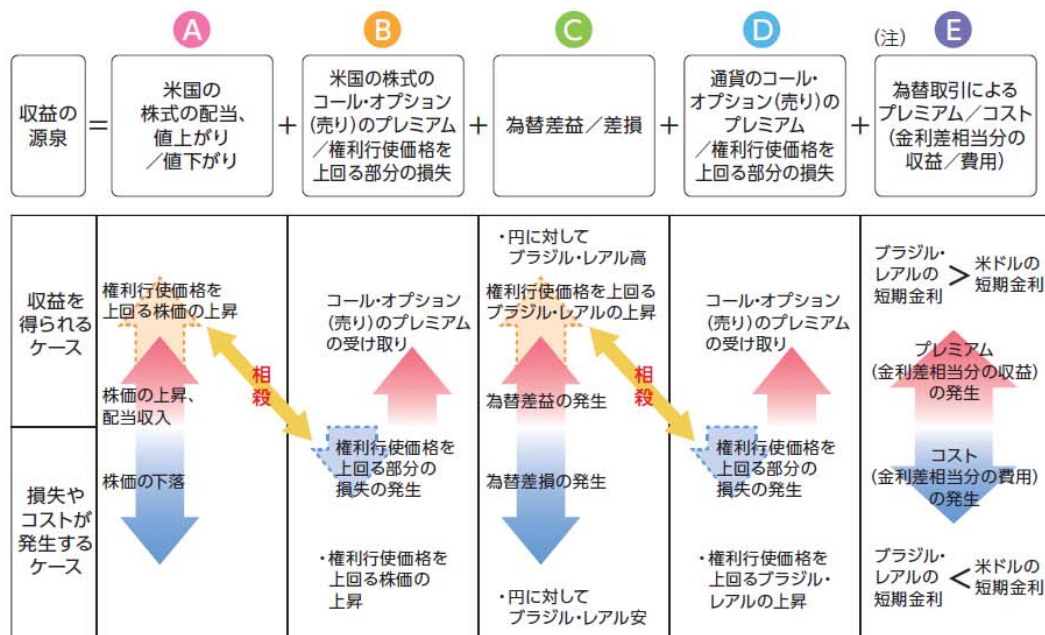 A
B
C
D
(注)
E
収益の
源泉
=
米国の
株式の配当、
値上がり
/値下がり
+
米国の株式の
コール・オプション
(売り)のプレミアム
/権利行使価格を
上回る部分の損失
+
為替差益/差損
+
通貨のコール・
オプション(売り)の
プレミアム
/権利行使価格を
上回る部分の損失
+
為替取引による
プレミアム/コスト
(金利差相当分の
収益/費用)
収益を
得られる
ケース
権利行使価格を
上回る株価の上昇
株価の上昇、
配当収入
相殺
コール・オプション
(売り)のプレミアム
の受け取り
・円に対して
ブラジル・レアル高
権利行使価格を上回る
ブラジル・レアルの上昇
為替差益の発生
相殺
コール・オプション
(売り)のプレミアム
の受け取り
ブラジル・
レアルの
短期金利
>
米ドルの
短期金利
プレミアム
(金利差相当分の収益)
の発生
損失や
コストが
発生する
ケース
株価の下落
権利行使価格を
上回る部分の
損失の発生
・権利行使価格を
上回る株価の
上昇
為替差損の発生
・円に対して
ブラジル・レアル安
権利行使価格を
上回る部分の
損失の発生
・権利行使価格を
上回るブラジル・
レアルの上昇
コスト
(金利差相当分の費用)
の発生
ブラジル・
レアルの
短期金利
<
米ドルの
短期金利